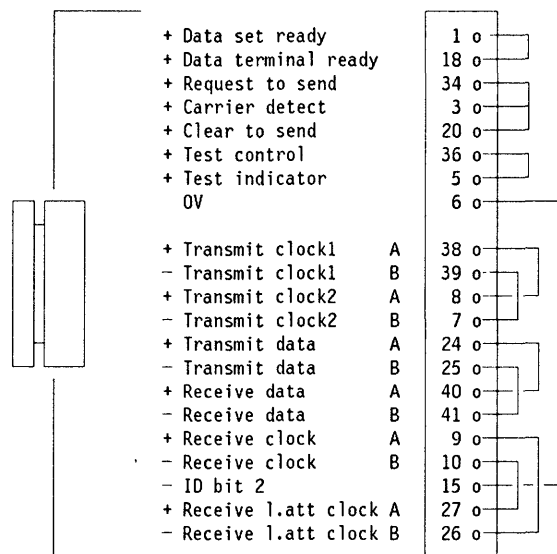 + Data set ready 1 o
+ Data terminal ready 18 o
+ Request to send 34 o
+ Carrier detect 3 o
+ Clear to send 20 o
+ Test control 36 o
+ Test indicator 5 o
OV 6 o
+ Transmit clock1 A 38 o
− Transmit clock1 B 39 o
+ Transmit clock2 A 8 o
− Transmit clock2 B 7 o
+ Transmit data A 24 o
− Transmit data B 25 o
+ Receive data A 40 o
− Receive data B 41 o
+ Receive clock A 9 o
− Receive clock B 10 o
− ID bit 2 15 o
+ Receive l.att clock A 27 o
− Receive l.att clock B 26 o